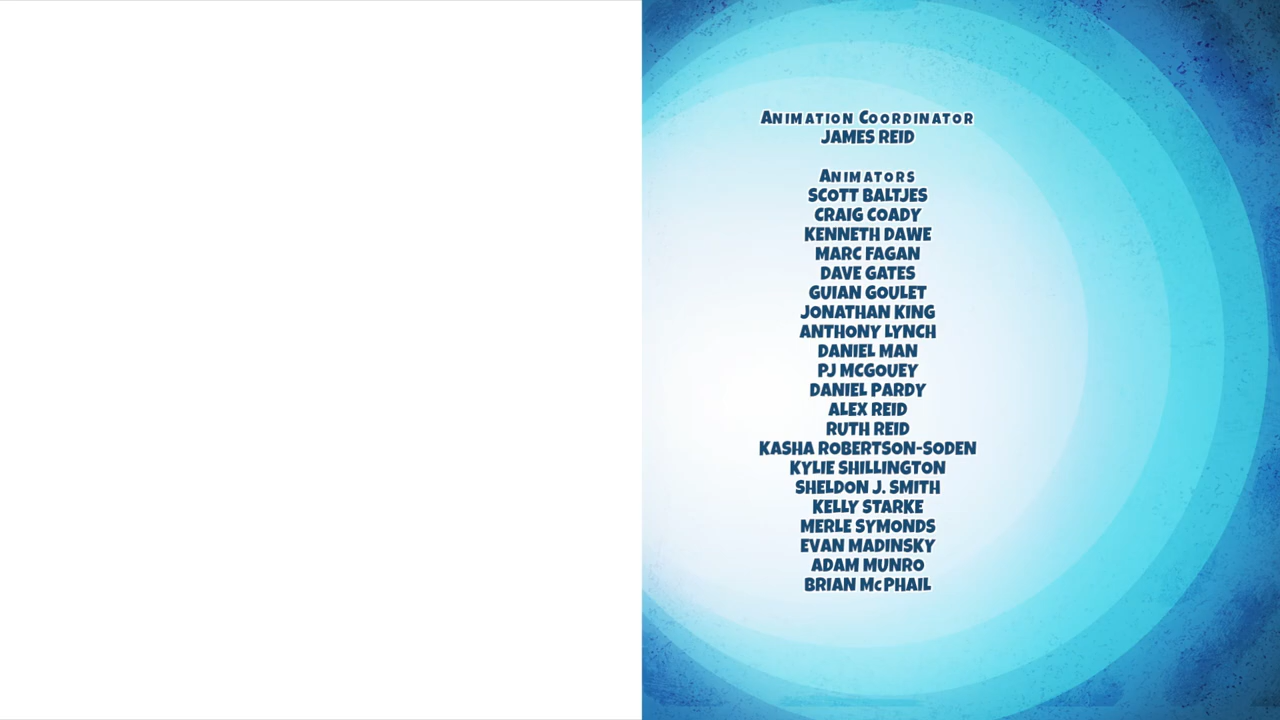 Animation Coordinator
JAMES REID
Animators
SCOTT BALTJES
CRAIG COADY
KENNETH DAWE
MARC FAGAN
DAVE GATES
GUIAN GOULET
JONATHAN KING
ANTHONY LYNCH
DANIEL MAN
PJ MCGOUEY
DANIEL PARDY
ALEX REID
RUTH REID
KASHA ROBERTSON-SODEN
KYLIE SHILLINGTON
SHELDON J. SMITH
KELLY STARKE
MERLE SYMONDS
EVAN MADINSKY
ADAM MUNRO
BRIAN McPHAIL